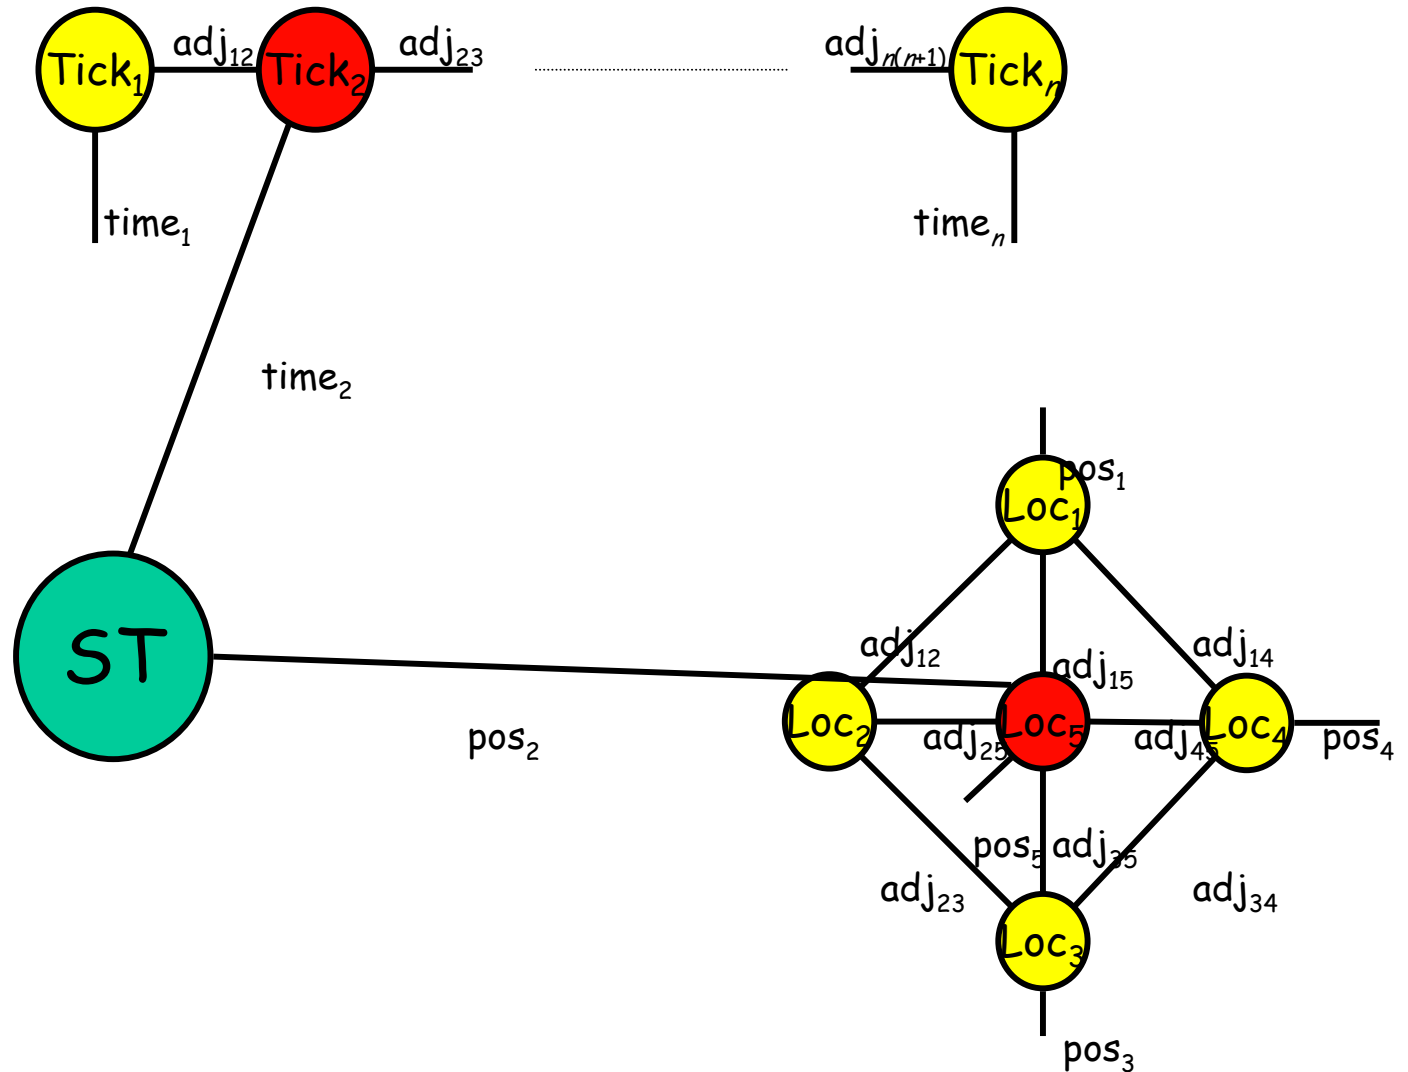 adj₁₂ adj₂₃ adjₙ₍ₙ₊₁₎
Tick₁ Tick₂ Tickₙ
time₁ timeₙ
time₂
pos₁
Loc₁
ST
adj₁₂ adj₁₅ adj₁₄
Loc₂ adj₂₅ Loc₅ adj₄₅ Loc₄ pos₄
pos₂
pos₅ adj₃₅
adj₂₃ adj₃₄
Loc₃
pos₃